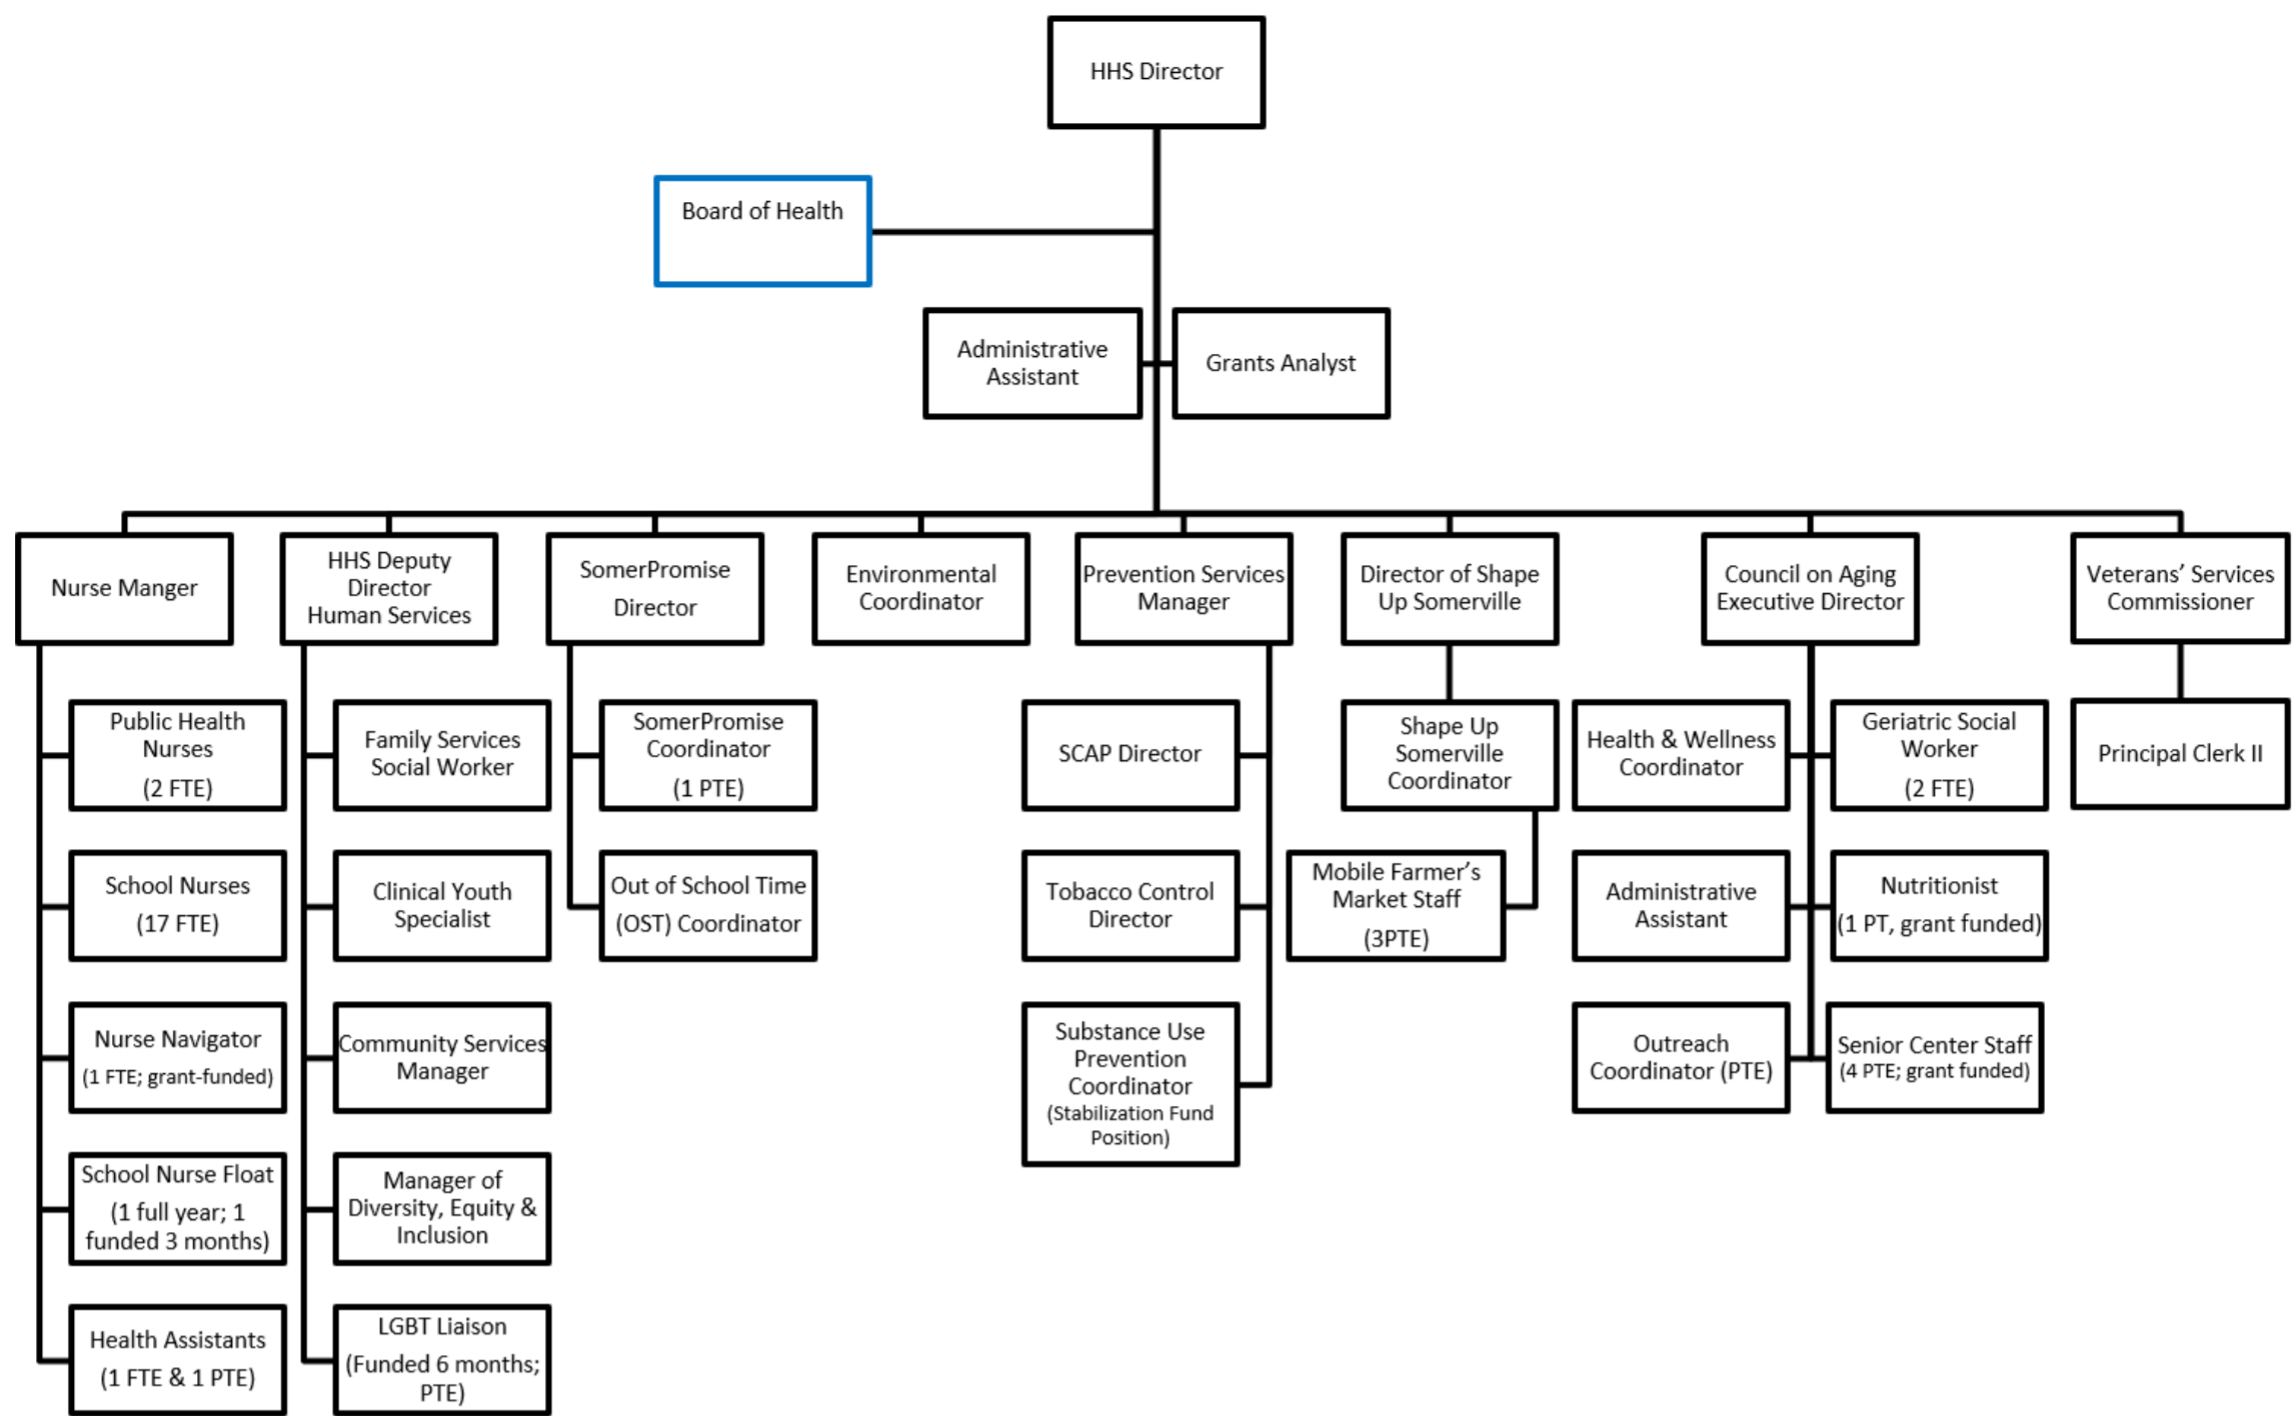 HHS Director
Board of Health
Administrative
Assistant
Grants Analyst
Nurse Manger
HHS Deputy
Director
Human Services
SomerPromise
Director
Environmental
Coordinator
Prevention Services
Manager
Director of Shape
Up Somerville
Council on Aging
Executive Director
Veterans’ Services
Commissioner
Public Health
Nurses
(2 FTE)
Family Services
Social Worker
SomerPromise
Coordinator
(1 PTE)
SCAP Director
Shape Up
Somerville
Coordinator
Health & Wellness
Coordinator
Geriatric Social
Worker
(2 FTE)
Principal Clerk II
School Nurses
(17 FTE)
Clinical Youth
Specialist
Out of School Time
(OST) Coordinator
Tobacco Control
Director
Mobile Farmer’s
Market Staff
(3PTE)
Administrative
Assistant
Nutritionist
(1 PT, grant funded)
Nurse Navigator
(1 FTE; grant-funded)
Community Services
Manager
Substance Use
Prevention
Coordinator
(Stabilization Fund
Position)
Outreach
Coordinator (PTE)
Senior Center Staff
(4 PTE; grant funded)
School Nurse Float
(1 full year; 1
funded 3 months)
Manager of
Diversity, Equity &
Inclusion
Health Assistants
(1 FTE & 1 PTE)
LGBT Liaison
(Funded 6 months;
PTE)